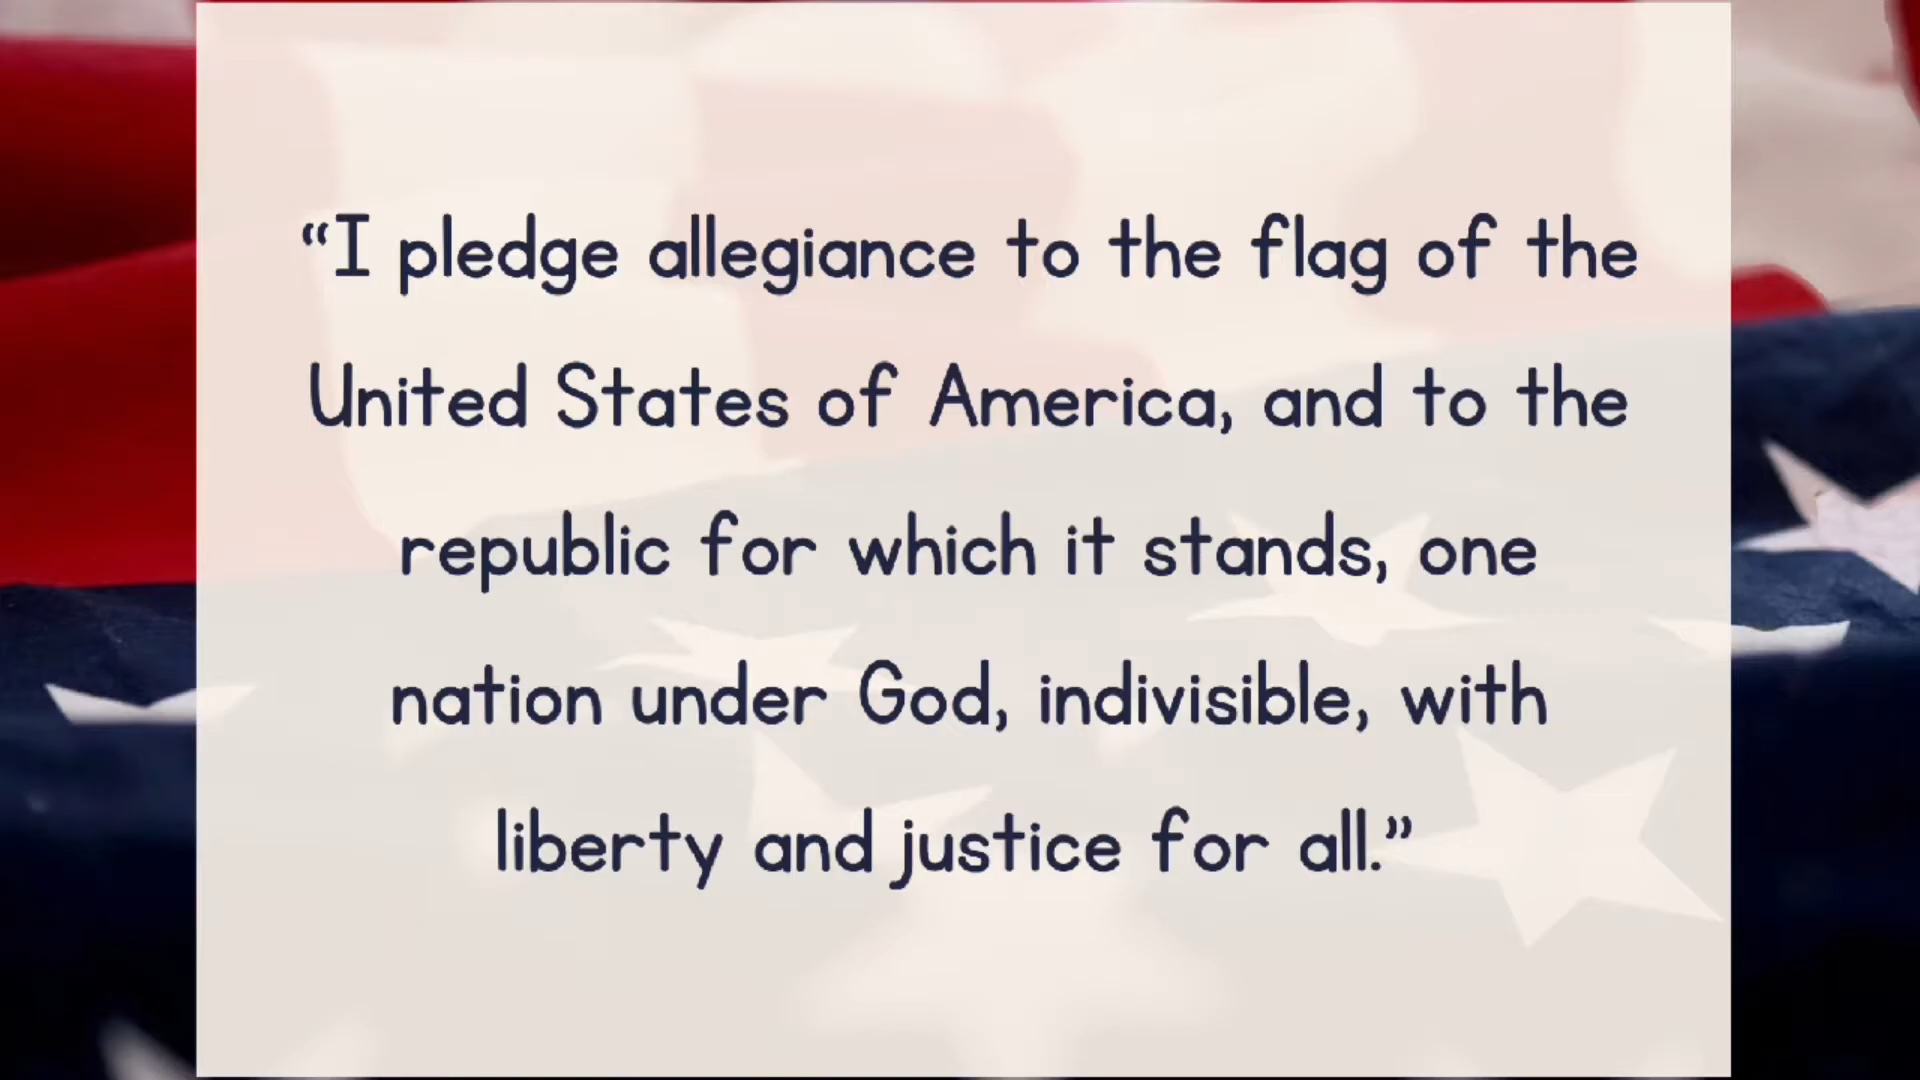 “I pledge allegiance to the flag of the
United States of America, and to the
republic for which it stands, one
nation under God, indivisible, with
liberty and justice for all.”